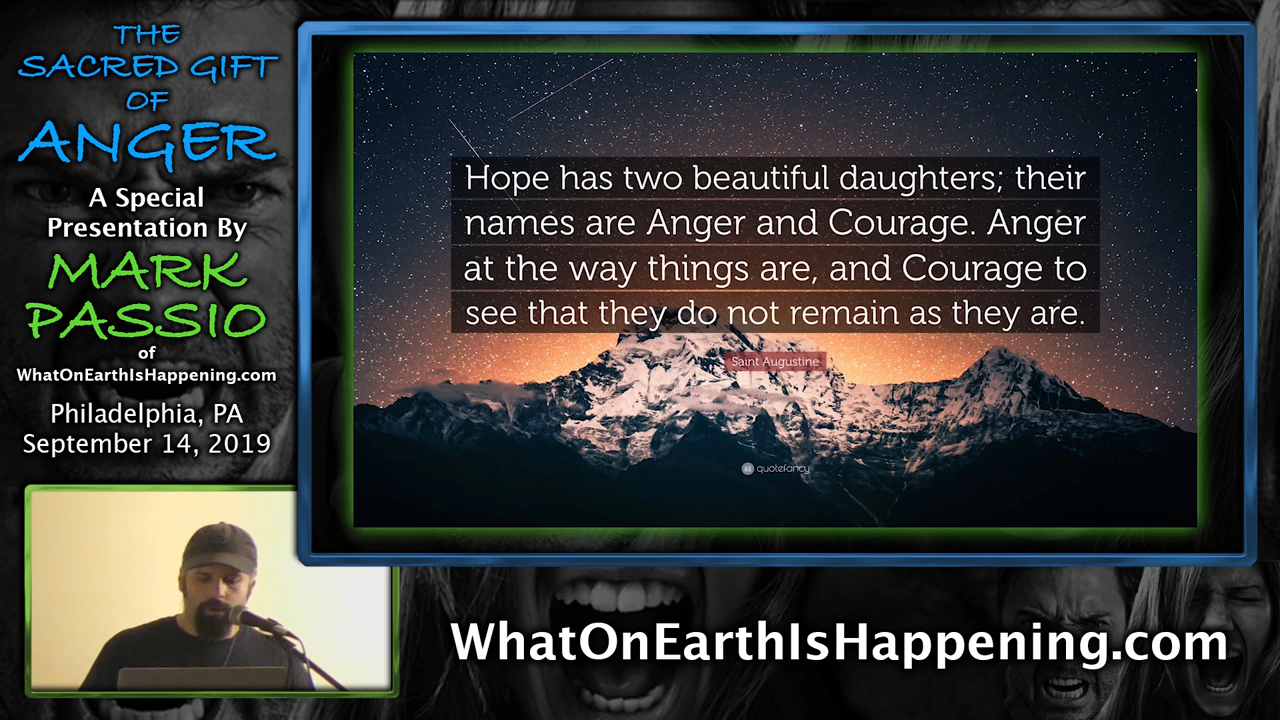 THE
SACRED GIFT
OF
ANGER
A Special
Presentation By
MARK
PASSIO
of
WhatOnEarthIsHappening.com
Philadelphia, PA
September 14, 2019
Hope has two beautiful daughters; their
names are Anger and Courage. Anger
at the way things are, and Courage to
see that they do not remain as they are.
Saint Augustine
quotefancy
WhatOnEarthIsHappening.com